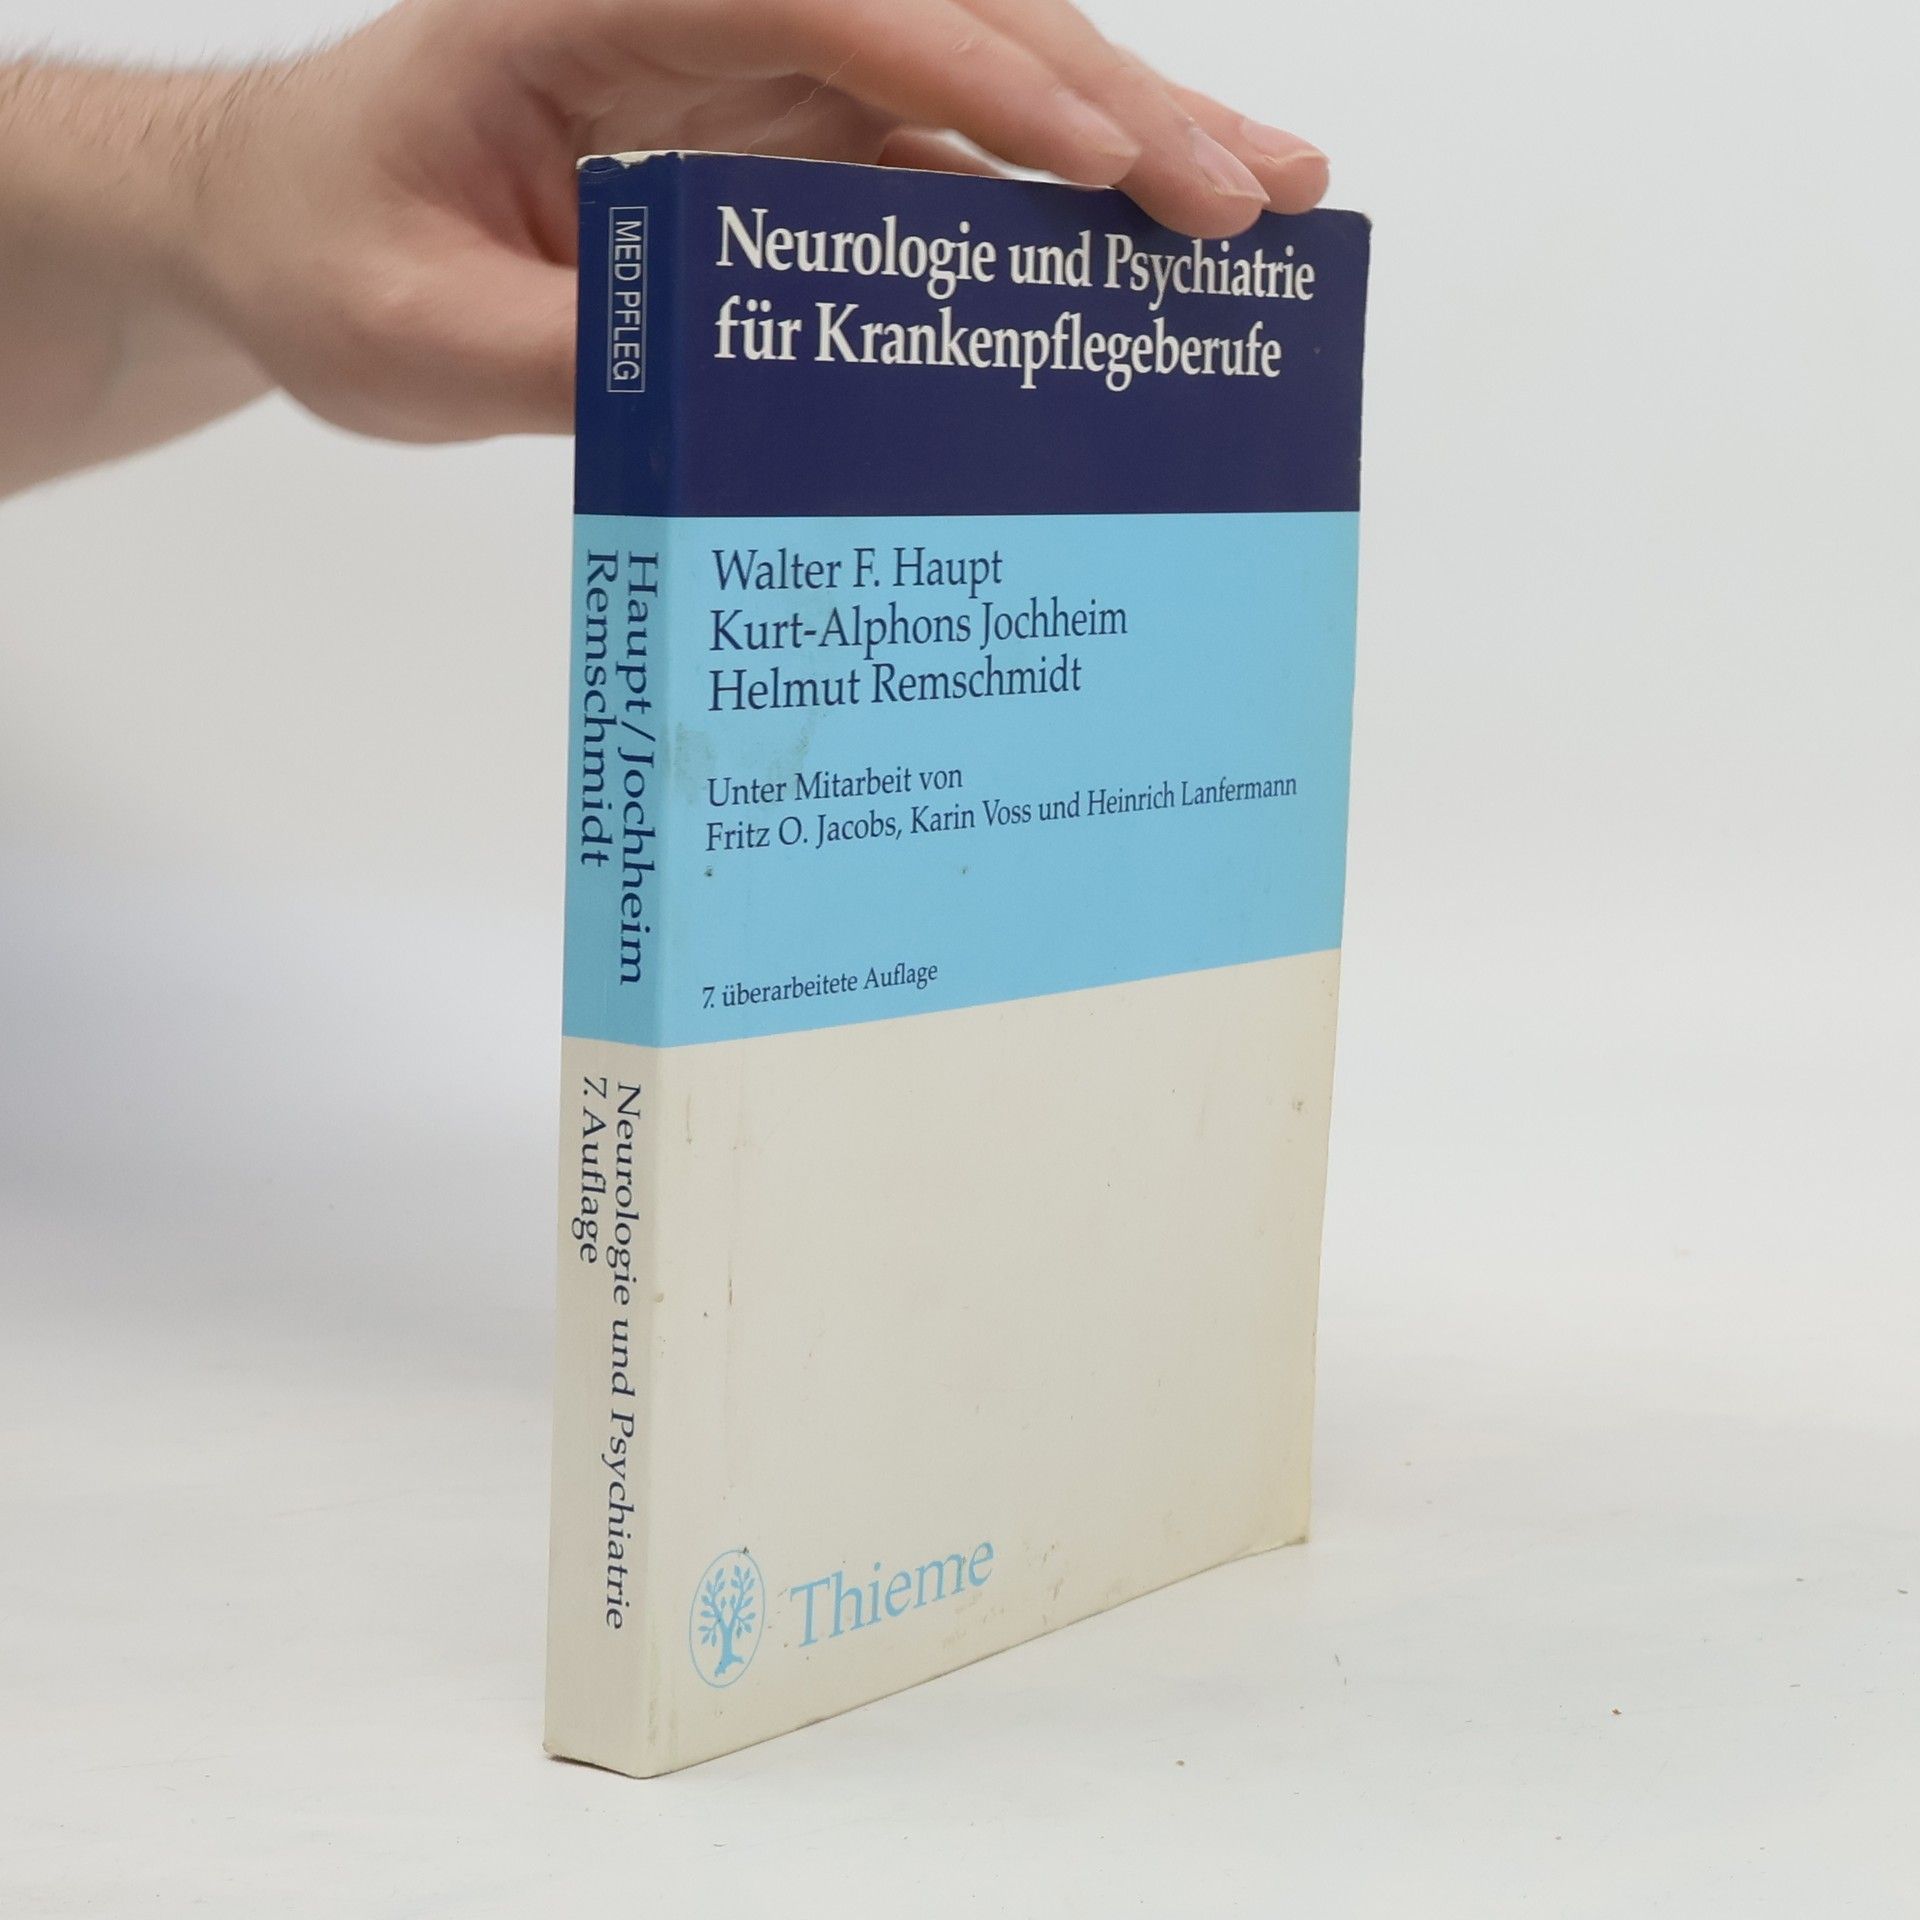 Neurologie und Psychiatrie
für Krankenpflegeberufe
Walter F. Haupt
Kurt-Alphons Jochheim
Helmut Remschmidt
Unter Mitarbeit von
Fritz O. Jacobs, Karin Voss und Heinrich Lanfermann
7. überarbeitete Auflage
Thieme
MED PFLEG
Haupt/Jochheim
Remschmidt
Neurologie und Psychiatrie
7. Auflage